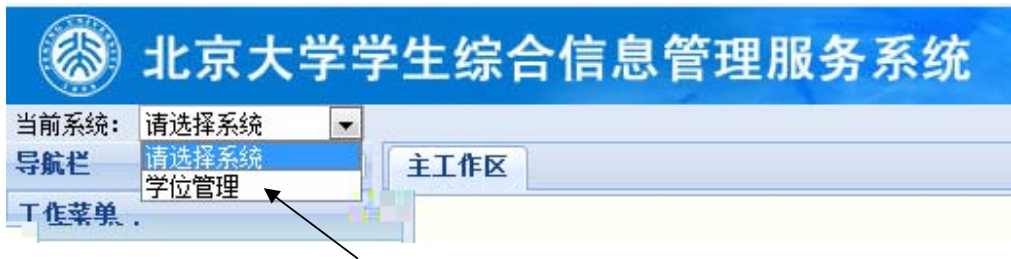 北京大学学生综合信息管理服务系统
当前系统： 请选择系统
导航栏
请选择系统
学位管理
主工作区
工作菜单